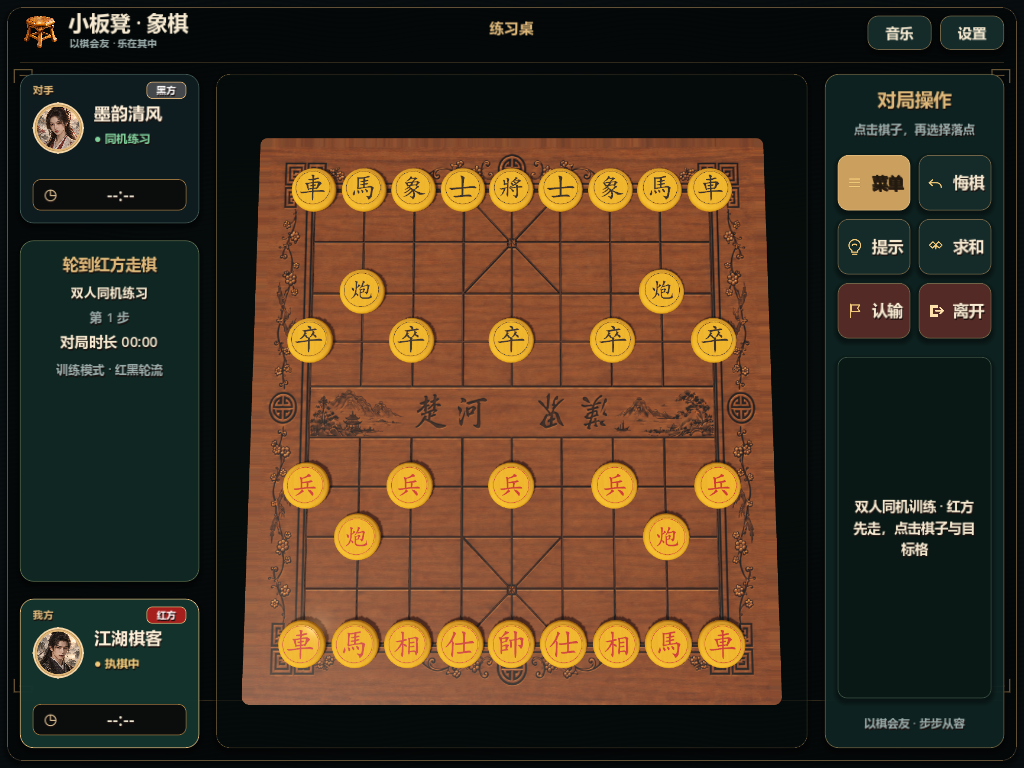 小板凳 · 象棋
以棋会友 · 乐在其中
练习桌
音乐
设置
对手
黑方
墨韵清风
同机练习
--:--
轮到红方走棋
双人同机练习
第 1 步
对局时长 00:00
训练模式 · 红黑轮流
我方
红方
江湖棋客
执棋中
--:--
車 馬 象 士 將 士 象 馬 車
炮 炮
卒 卒 卒 卒 卒
楚河 漢界
兵 兵 兵 兵 兵
炮 炮
車 馬 相 仕 帥 仕 相 馬 車
对局操作
点击棋子，再选择落点
菜单
悔棋
提示
求和
认输
离开
双人同机训练 · 红方
先走，点击棋子与目
标格
以棋会友 · 步步从容